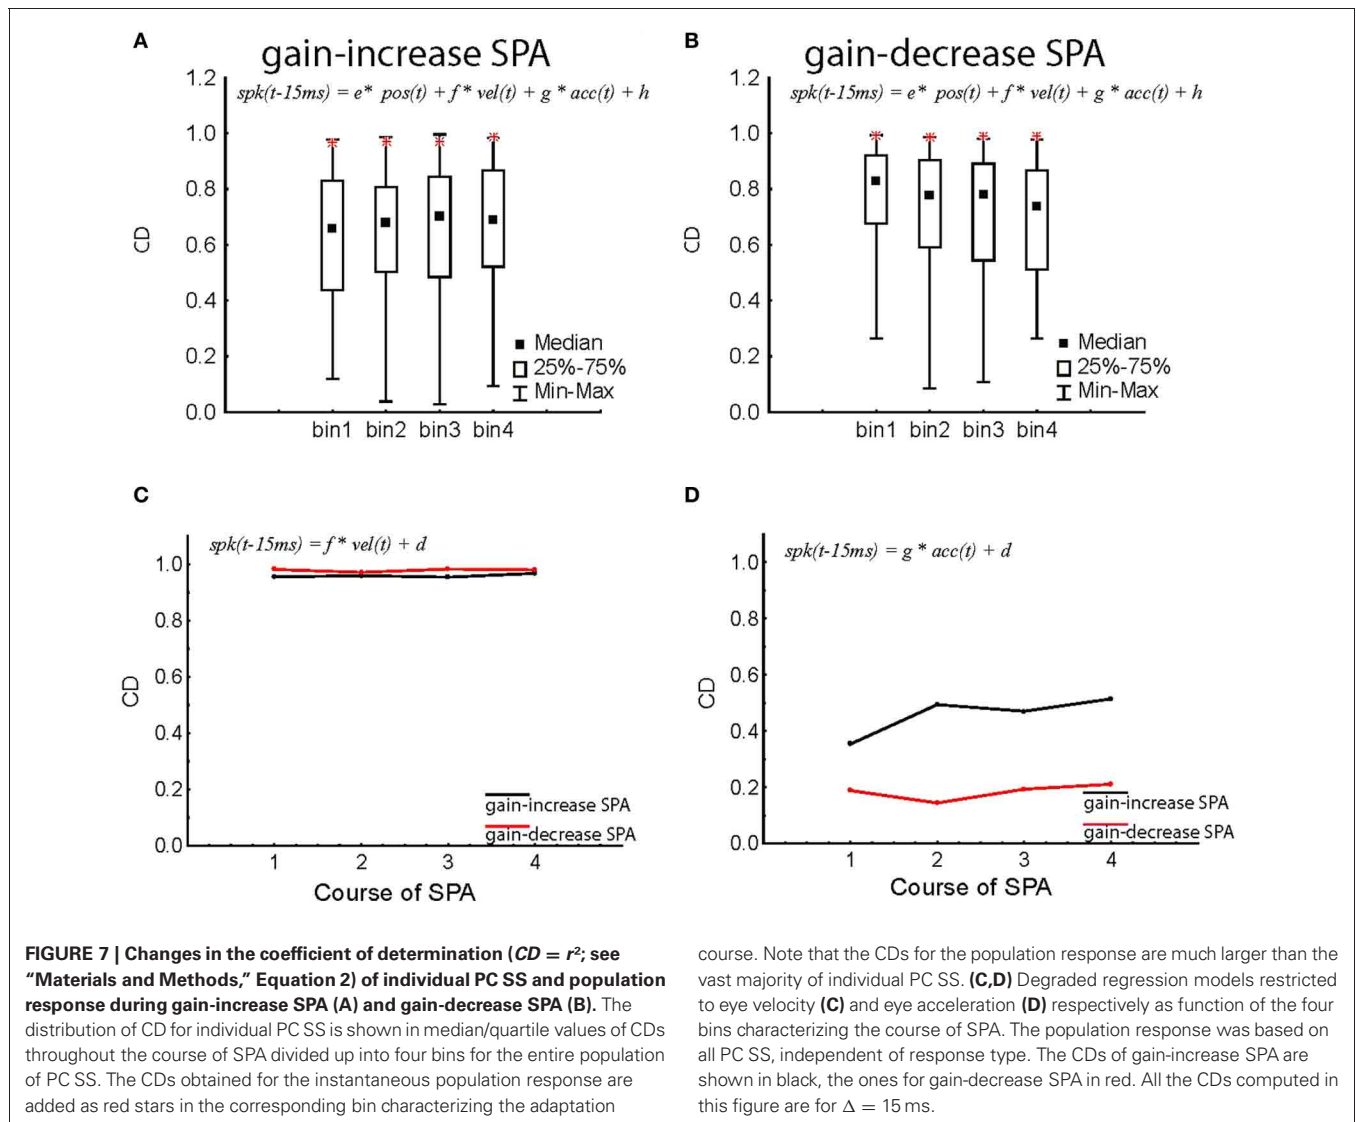 A
gain-increase SPA
spk(t-15ms) = e* pos(t) + f* vel(t) + g * acc(t) + h
1.2
1.0
0.8
0.6
0.4
0.2
0.0
CD
Median
25%-75%
Min-Max
bin1 bin2 bin3 bin4
B
gain-decrease SPA
spk(t-15ms) = e* pos(t) + f* vel(t) + g * acc(t) + h
1.2
1.0
0.8
0.6
0.4
0.2
0.0
CD
Median
25%-75%
Min-Max
bin1 bin2 bin3 bin4
C
spk(t-15ms) = f* vel(t) + d
1.0
0.8
0.6
0.4
0.2
0.0
CD
gain-increase SPA
gain-decrease SPA
1 2 3 4
Course of SPA
D
spk(t-15ms) = g * acc(t) + d
1.0
0.8
0.6
0.4
0.2
0.0
CD
gain-increase SPA
gain-decrease SPA
1 2 3 4
Course of SPA
FIGURE 7 | Changes in the coefficient of determination (CD = r²; see
"Materials and Methods," Equation 2) of individual PC SS and population
response during gain-increase SPA (A) and gain-decrease SPA (B). The
distribution of CD for individual PC SS is shown in median/quartile values of CDs
throughout the course of SPA divided up into four bins for the entire population
of PC SS. The CDs obtained for the instantaneous population response are
added as red stars in the corresponding bin characterizing the adaptation
course. Note that the CDs for the population response are much larger than the
vast majority of individual PC SS. (C,D) Degraded regression models restricted
to eye velocity (C) and eye acceleration (D) respectively as function of the four
bins characterizing the course of SPA. The population response was based on
all PC SS, independent of response type. The CDs of gain-increase SPA are
shown in black, the ones for gain-decrease SPA in red. All the CDs computed in
this figure are for Δ = 15 ms.